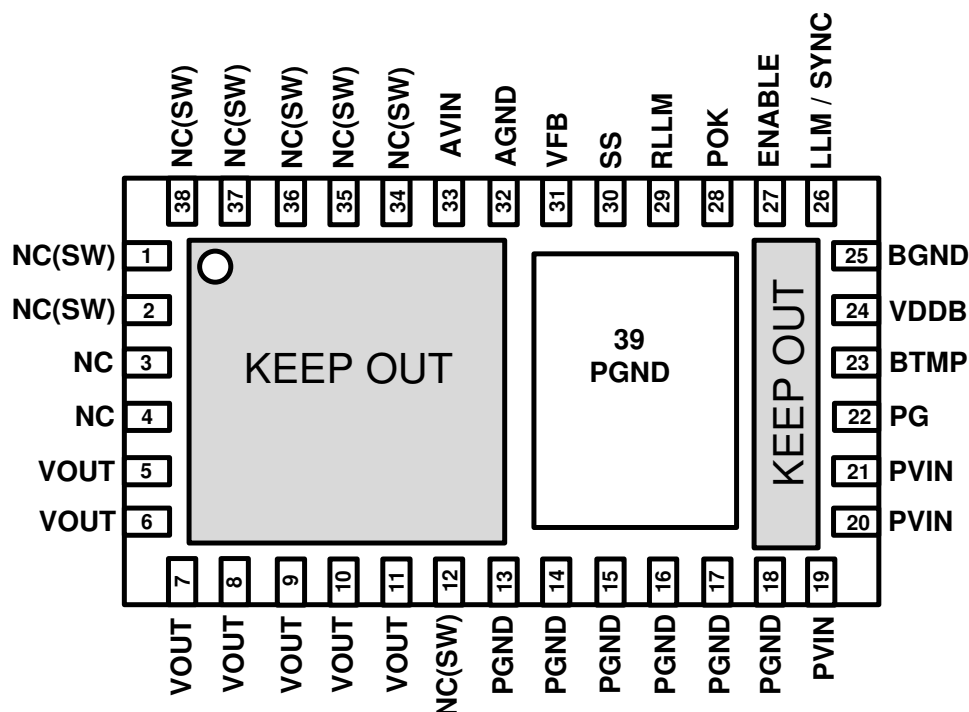 NC(SW)
NC(SW)
NC(SW)
NC(SW)
NC(SW)
AVIN
AGND
VFB
SS
RLLM
POK
ENABLE
LLM / SYNC
38
37
36
35
34
33
32
31
30
29
28
27
26
NC(SW) 1
25 BGND
NC(SW) 2
24 VDDB
NC 3
23 BTMP
NC 4
22 PG
VOUT 5
21 PVIN
VOUT 6
20 PVIN
KEEP OUT
39
PGND
KEEP OUT
7
8
9
10
11
12
13
14
15
16
17
18
19
VOUT
VOUT
VOUT
VOUT
VOUT
NC(SW)
PGND
PGND
PGND
PGND
PGND
PGND
PVIN